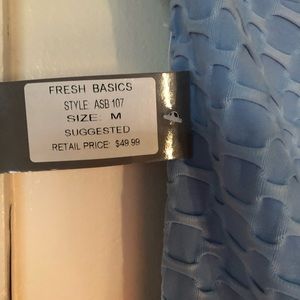 FRESH BASICS
STYLE: ASB 107
SIZE: M
SUGGESTED
RETAIL PRICE: $49.99